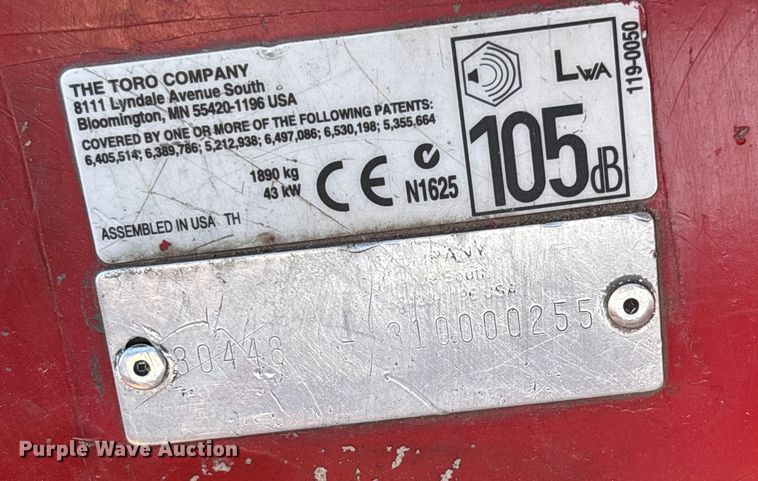 THE TORO COMPANY
8111 Lyndale Avenue South
Bloomington, MN 55420-1196 USA
COVERED BY ONE OR MORE OF THE FOLLOWING PATENTS:
6,405,514; 6,389,786; 5,212,938; 6,497,086; 6,530,198; 5,355,664
1890 kg
43 kW
CE
N1625
ASSEMBLED IN USA TH
LWA
105dB
119-0050
USA
30448 - 310000255
Purple Wave Auction